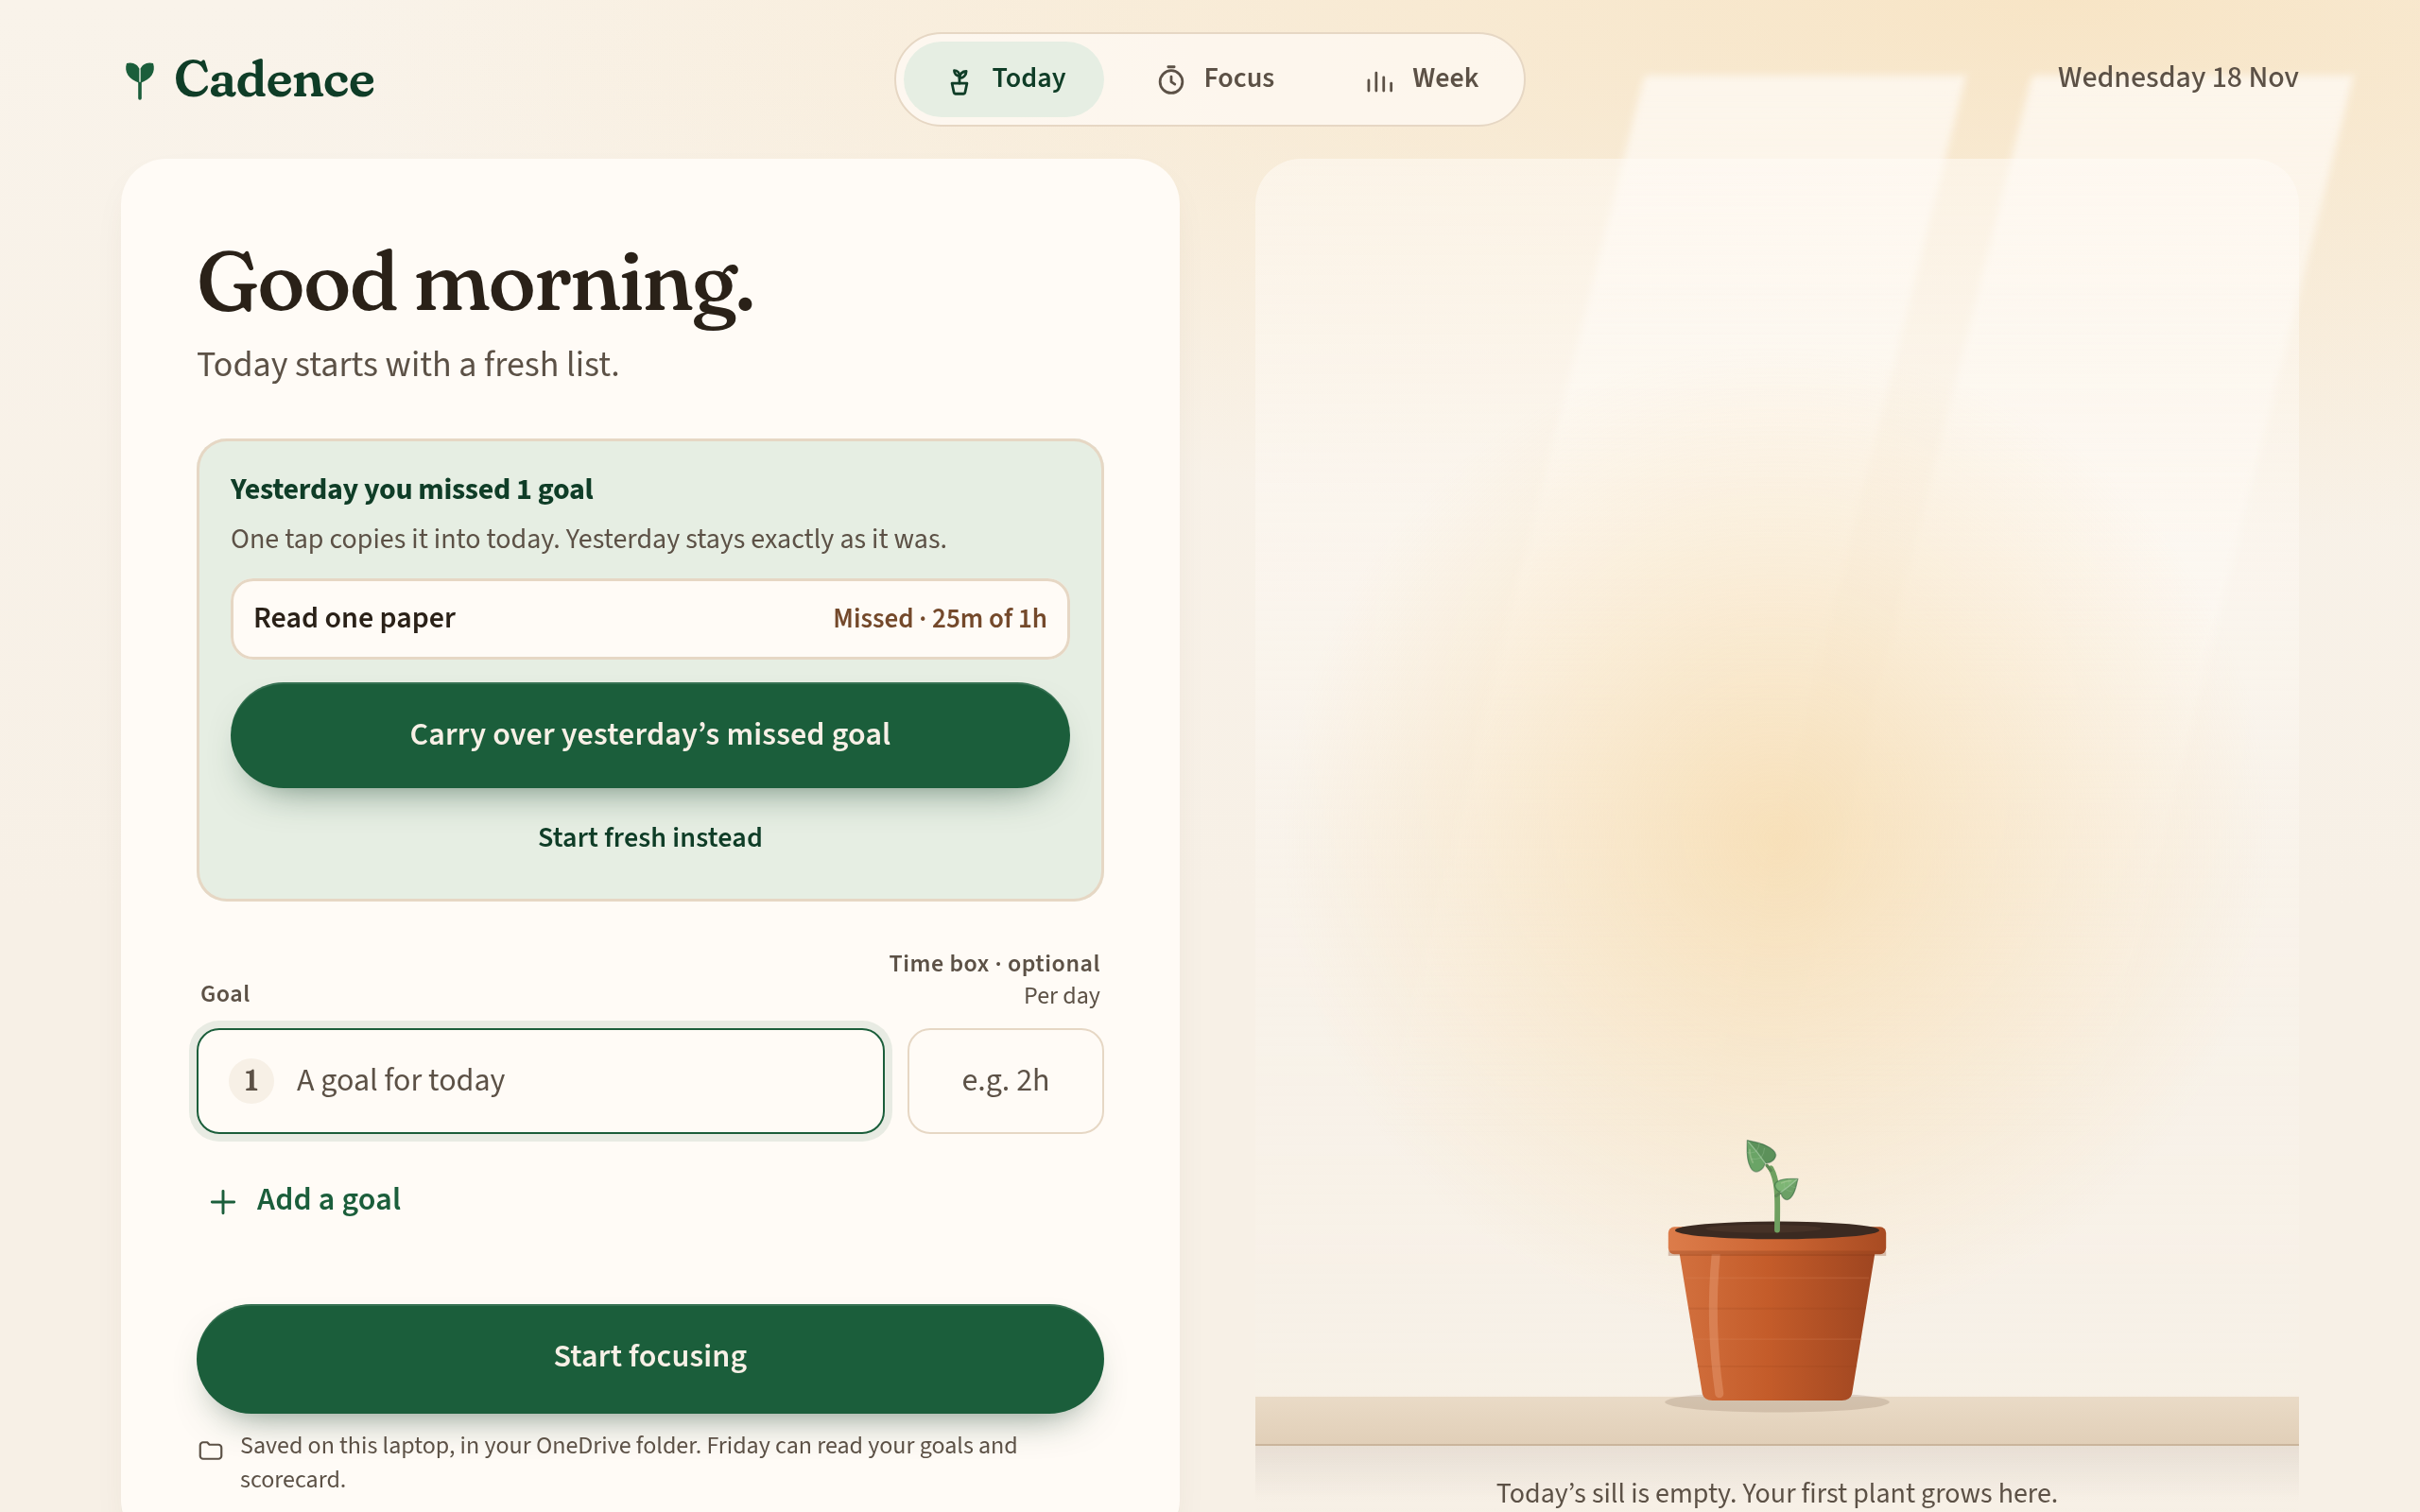 Cadence
Today
Focus
Week
Wednesday 18 Nov
Good morning.
Today starts with a fresh list.
Yesterday you missed 1 goal
One tap copies it into today. Yesterday stays exactly as it was.
Read one paper
Missed · 25m of 1h
Carry over yesterday’s missed goal
Start fresh instead
Goal
Time box · optional
Per day
1 A goal for today
e.g. 2h
Add a goal
Start focusing
Saved on this laptop, in your OneDrive folder. Friday can read your goals and
scorecard.
Today’s sill is empty. Your first plant grows here.